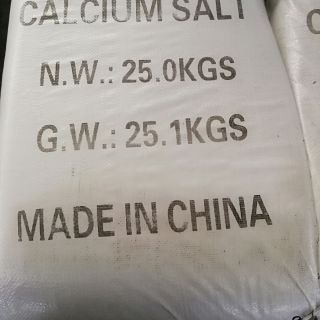 CALCIUM SALT
N.W.: 25.0KGS
G.W.: 25.1KGS
MADE IN CHINA